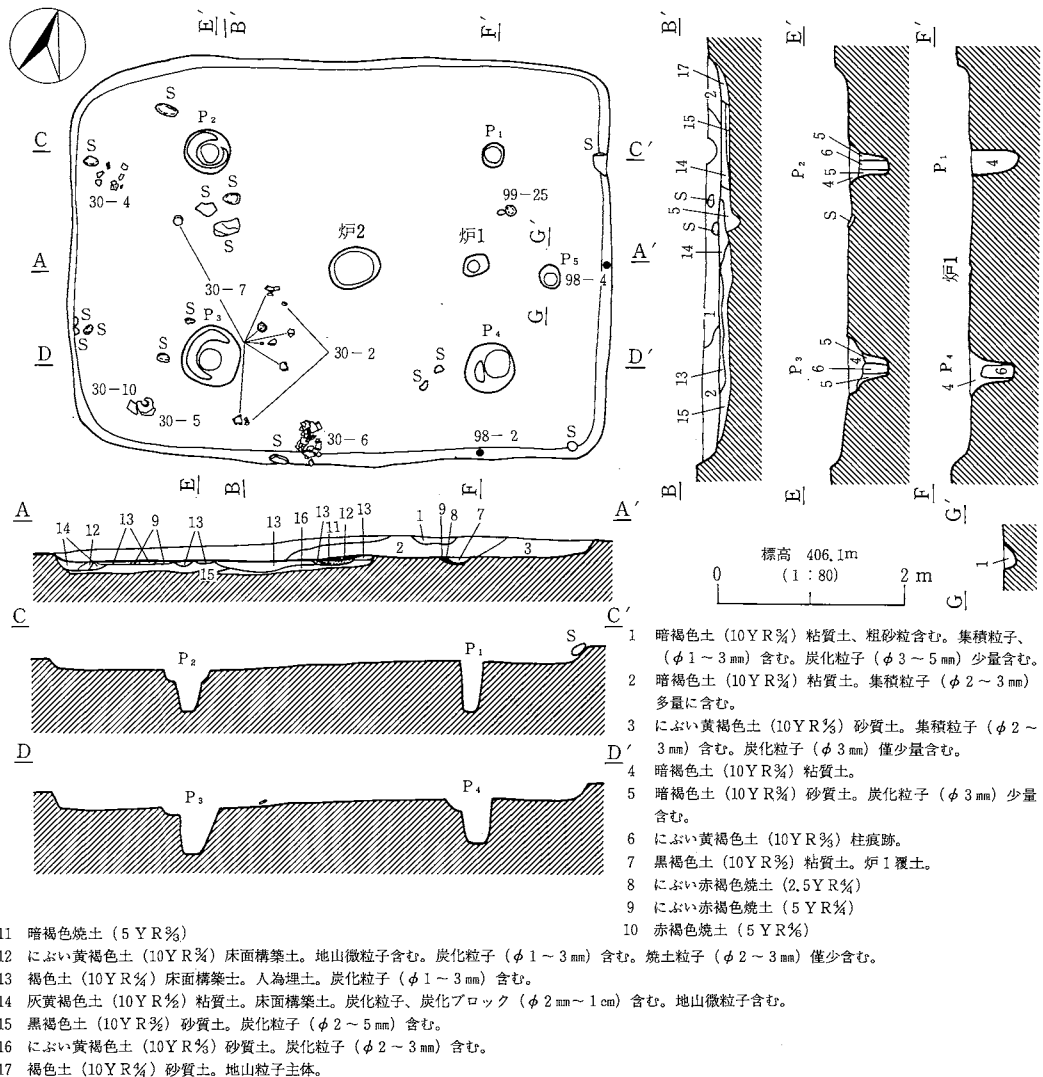 E' B' F'
B' E' F'
S
P₂
C
P₁
S
C'
S
30-4
S
99-25
S
G'
炉2
炉1
A
P₅
A'
30-7
98-4
G
S
P₃
S
S
S
P₄
30-2
D
S
S
D'
30-10
30-5
30-6
98-2
S
S
E B F
B E F
17
2
15
14
S
5
S
14
1
13
2
15
5
6
5
4
P₂
S
P₃
5
4
6
5
4
P₁
炉1
P₄
4
6
A
A'
14 12 13 9 13 13 16 13 11 12 13 1 9 8 7
2 3
15
G'
1
G
標高 406.1m
(1:80)
0 2 m
C
C'
P₂ P₁ S
D
D'
P₃ P₄
1 暗褐色土 (10YR¾) 粘質土、粗砂粒含む。集積粒子、
(φ1~3㎜) 含む。炭化粒子 (φ3~5㎜) 少量含む。
2 暗褐色土 (10YR¾) 粘質土。集積粒子 (φ2~3㎜)
多量に含む。
3 にぶい黄褐色土 (10YR4/3) 砂質土。集積粒子 (φ2~
3㎜) 含む。炭化粒子 (φ3㎜) 僅少量含む。
4 暗褐色土 (10YR¾) 粘質土。
5 暗褐色土 (10YR¾) 砂質土。炭化粒子 (φ3㎜) 少量
含む。
6 にぶい黄褐色土 (10YR) 柱痕跡。
7 黒褐色土 (10YR3/2) 粘質土。炉1覆土。
8 にぶい赤褐色焼土 (2.5YR4/4)
9 にぶい赤褐色焼土 (5YR4/4)
10 赤褐色焼土 (5YR)
11 暗褐色焼土 (5YR3/3)
12 にぶい黄褐色土 (10YR) 床面構築土。地山微粒子含む。炭化粒子 (φ1~3㎜) 含む。焼土粒子 (φ2~3㎜) 僅少含む。
13 褐色土 (10YR4/4) 床面構築土。人為埋土。炭化粒子 (φ1~3㎜) 含む。
14 灰黄褐色土 (10YR4/2) 粘質土。床面構築土。炭化粒子、炭化ブロック (φ2㎜~1㎝) 含む。地山微粒子含む。
15 黒褐色土 (10YR3/2) 砂質土。炭化粒子 (φ2~5㎜) 含む。
16 にぶい黄褐色土 (10YR4/3) 砂質土。炭化粒子 (φ2~3㎜) 含む。
17 褐色土 (10YR4/4) 砂質土。地山粒子主体。